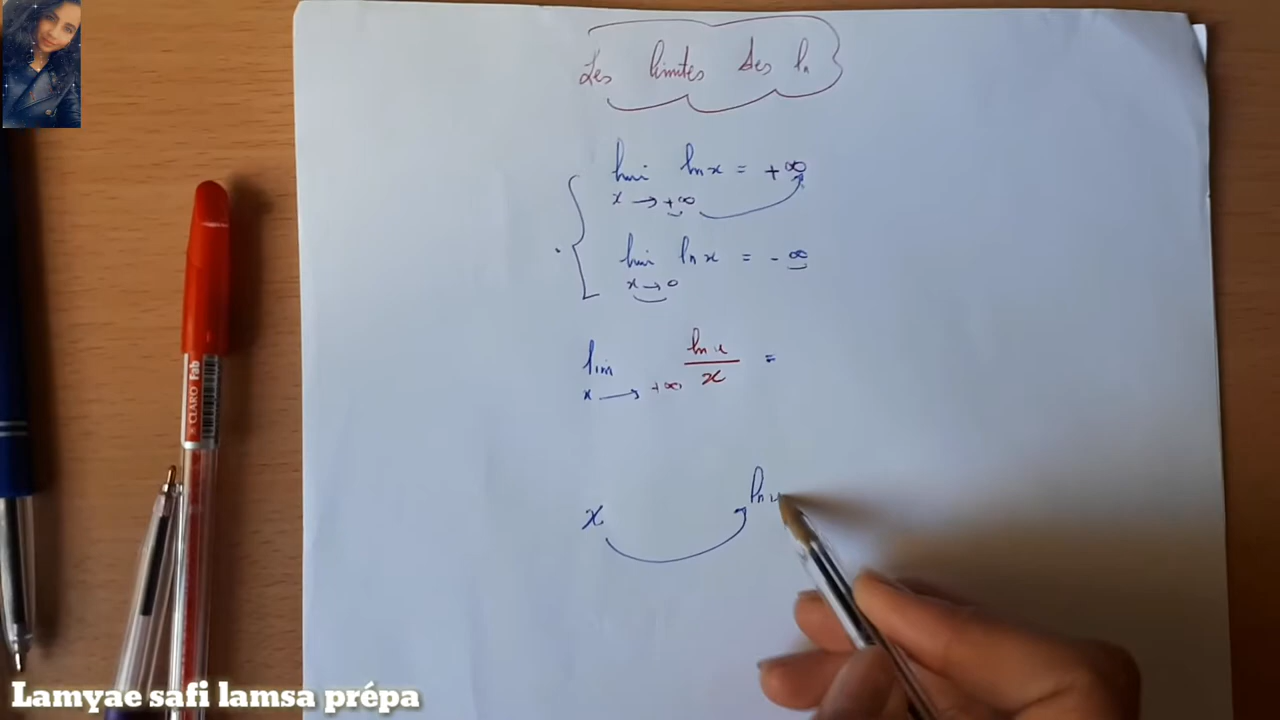 Les limites des ln
lim ln x = +∞
x → +∞
lim ln x = -∞
x → 0
lim ln x / x =
x → +∞
x ln x
CLARO Fab
Lamyae safi lamsa prépa